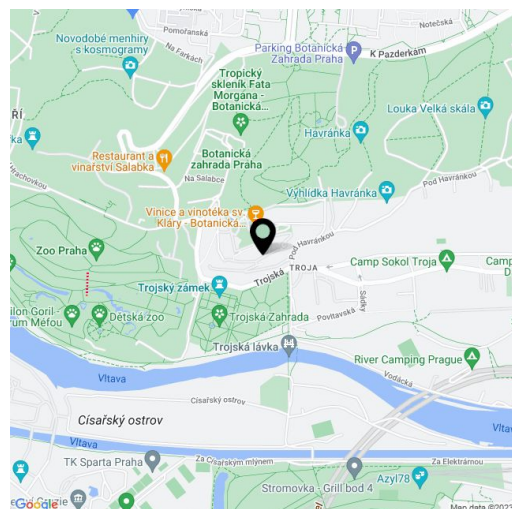 Pomořanská
Notečská
Novodobé menhiry
s kosmogramy
Na Farkách
Parking Botanická
Zahrada Praha
K Pazderkám
Tropický
skleník Fata
Morgána -
Botanická...
Louka Velká skála
Havránka
Restaurant a
vinařství Salabka
Botanická
zahrada Praha
Na Salabce
Výhlídka Havránka
Pod Havránkou
Vinice a vinotéka sv.
Kláry - Botanická...
Pod Havránkou
Zoo Praha
TROJA
Camp Sokol Troja
Trojská
Trojský zámek
Sádky
Dětská zoo
Trojská Zahrada
Povltavská
Trojská lávka
River Camping Prague
Vodácká
Vltava
Císařský ostrov
Císařský ostrov
Vltava
TK Sparta Praha
Za Císařským mlýnem
Za Elektrárnou
Stromovka - Grill bod 4
Azyl78
Google
Map data ©202